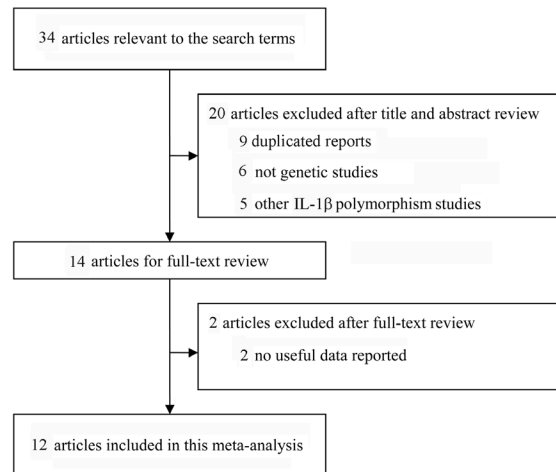 34 articles relevant to the search terms
20 articles excluded after title and abstract review
9 duplicated reports
6 not genetic studies
5 other IL-1β polymorphism studies
14 articles for full-text review
2 articles excluded after full-text review
2 no useful data reported
12 articles included in this meta-analysis